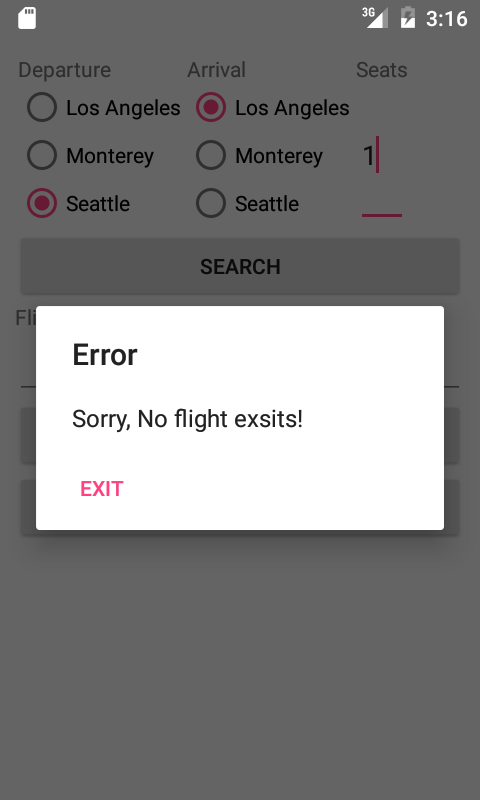 3G 3:16
Departure Arrival Seats
Los Angeles Los Angeles
Monterey Monterey 1
Seattle Seattle
SEARCH
Fli
Error
Sorry, No flight exsits!
EXIT